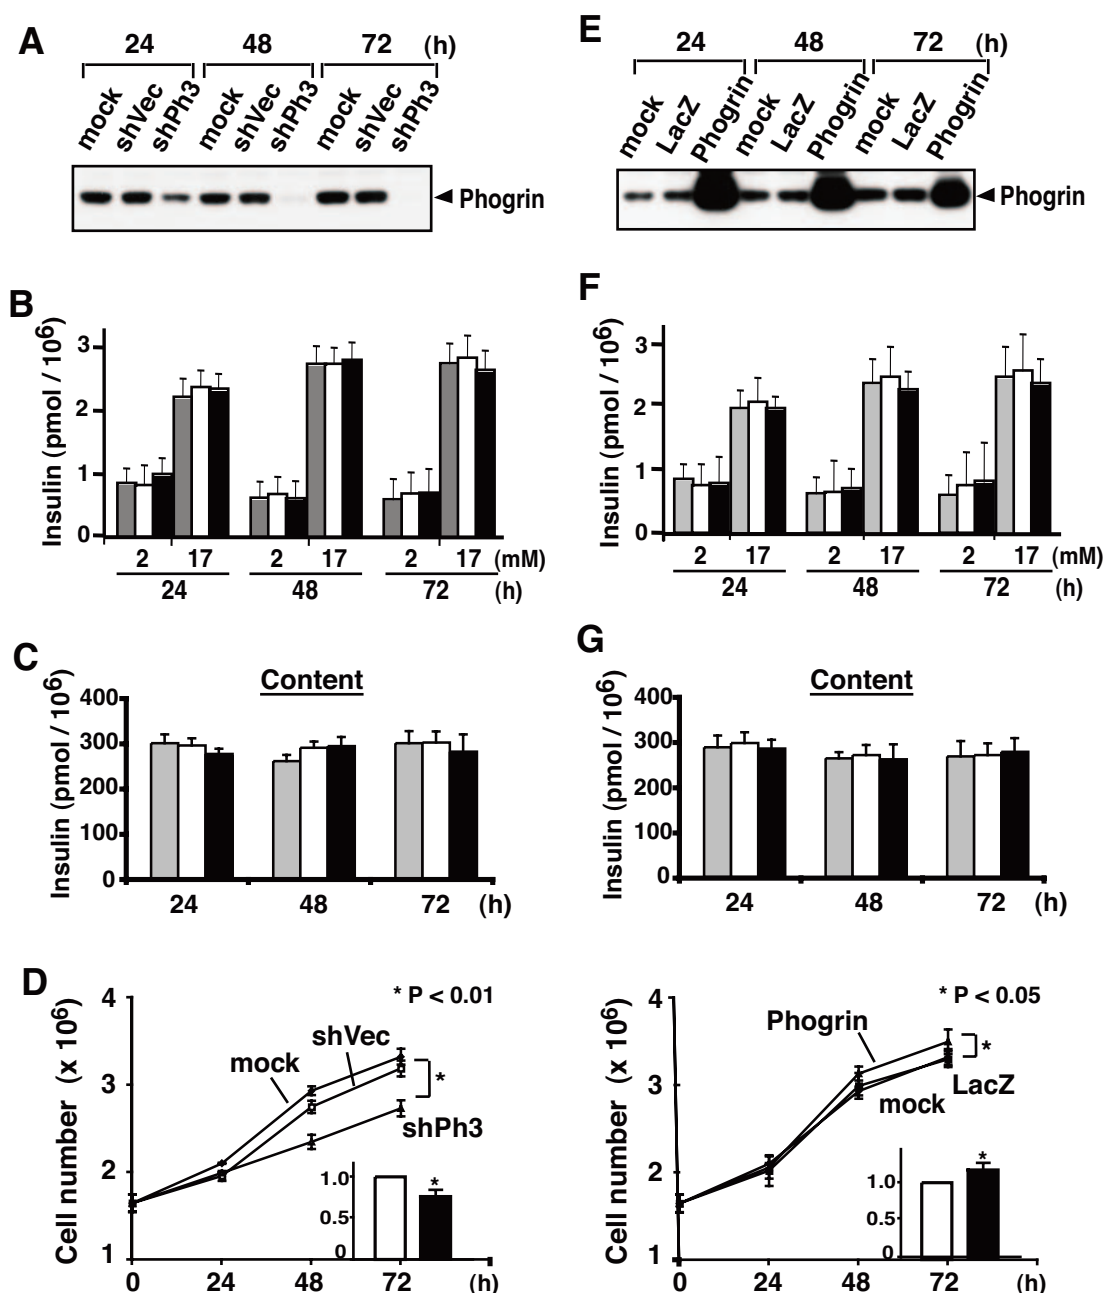 A
24 48 72 (h)
mock shVec shPh3 mock shVec shPh3 mock shVec shPh3
Phogrin
E
24 48 72 (h)
mock LacZ Phogrin mock LacZ Phogrin mock LacZ Phogrin
Phogrin
B
Insulin (pmol / 10⁶)
3
2
1
0
2 17 2 17 2 17 (mM)
24 48 72 (h)
F
Insulin (pmol / 10⁶)
3
2
1
0
2 17 2 17 2 17 (mM)
24 48 72 (h)
C
Content
Insulin (pmol / 10⁶)
400
300
200
100
0
24 48 72 (h)
G
Content
Insulin (pmol / 10⁶)
400
300
200
100
0
24 48 72 (h)
D
* P < 0.01
Cell number (x 10⁶)
4
3
2
1
shVec
mock
*
shPh3
1.0
0.5
0
*
0 24 48 72 (h)
* P < 0.05
Cell number (x 10⁶)
4
3
2
1
Phogrin
*
LacZ
mock
1.0
0.5
0
*
0 24 48 72 (h)